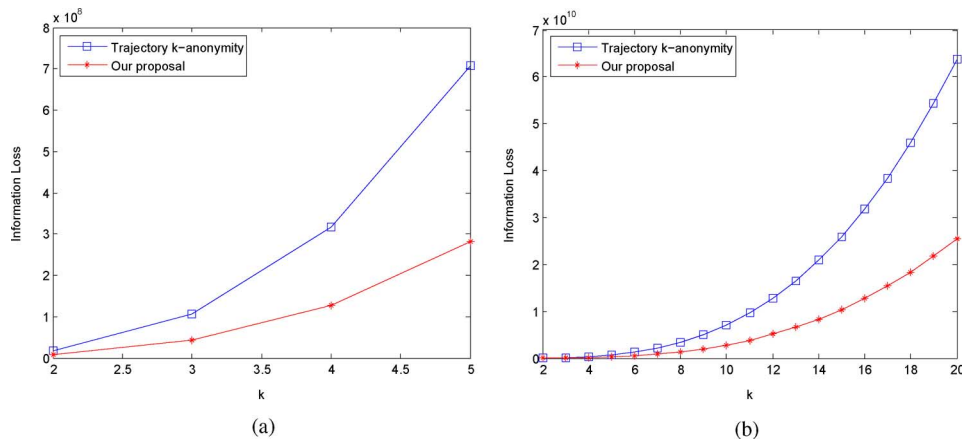 x 10^8
8
7
6
5
4
3
2
1
0
Information Loss
Trajectory k-anonymity
Our proposal
2 2.5 3 3.5 4 4.5 5
k
(a)
x 10^10
7
6
5
4
3
2
1
0
Information Loss
Trajectory k-anonymity
Our proposal
2 4 6 8 10 12 14 16 18 20
k
(b)